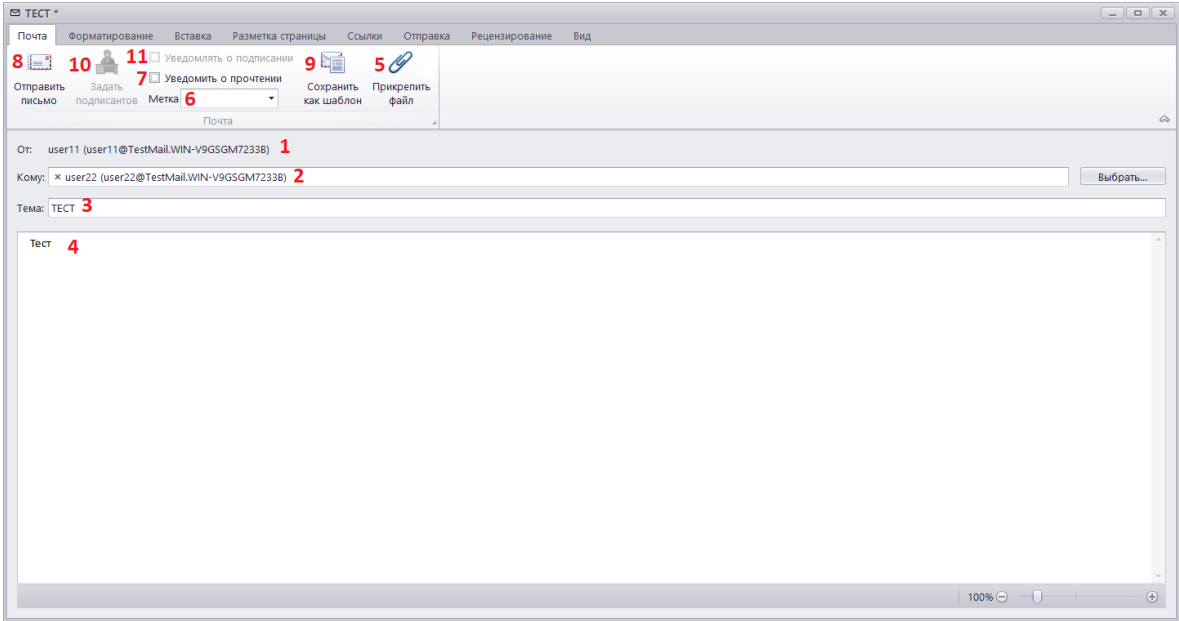 ТЕСТ *
Почта Форматирование Вставка Разметка страницы Ссылки Отправка Рецензирование Вид
8 Отправить письмо
10 Задать подписантов
11 Уведомлять о подписании
7 Уведомить о прочтении
Метка 6
9 Сохранить как шаблон
5 Прикрепить файл
Почта
От: user11 (user11@TestMail.WIN-V9GSGM7233B) 1
Кому: × user22 (user22@TestMail.WIN-V9GSGM7233B) 2 Выбрать...
Тема: ТЕСТ 3
Тест 4
100%